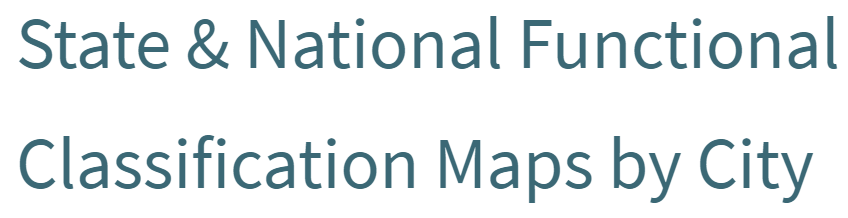 State & National Functional
Classification Maps by City